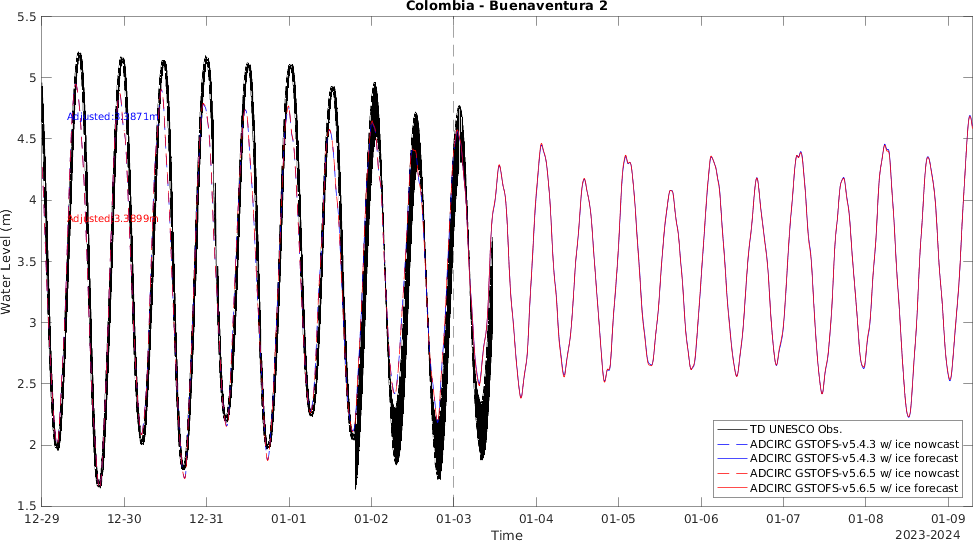 Colombia - Buenaventura 2
5.5
5
4.5
4
3.5
3
2.5
2
1.5
Water Level (m)
Adjusted:3.3871m
Adjusted:3.3899m
TD UNESCO Obs.
ADCIRC GSTOFS-v5.4.3 w/ ice nowcast
ADCIRC GSTOFS-v5.4.3 w/ ice forecast
ADCIRC GSTOFS-v5.6.5 w/ ice nowcast
ADCIRC GSTOFS-v5.6.5 w/ ice forecast
12-29 12-30 12-31 01-01 01-02 01-03 01-04 01-05 01-06 01-07 01-08 01-09
Time
2023-2024